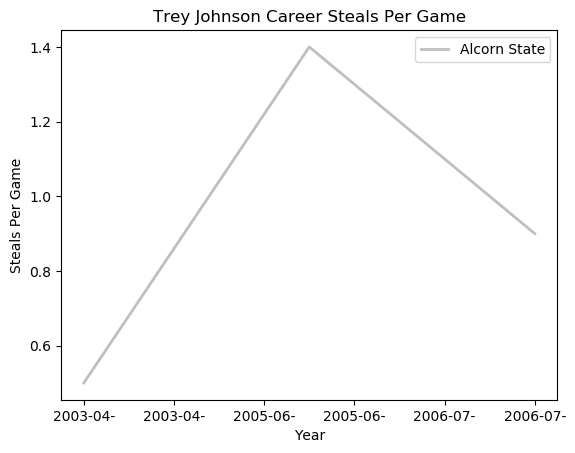 Trey Johnson Career Steals Per Game
Alcorn State
1.4
1.2
1.0
0.8
0.6
Steals Per Game
2003-04- 2003-04- 2005-06- 2005-06- 2006-07- 2006-07-
Year